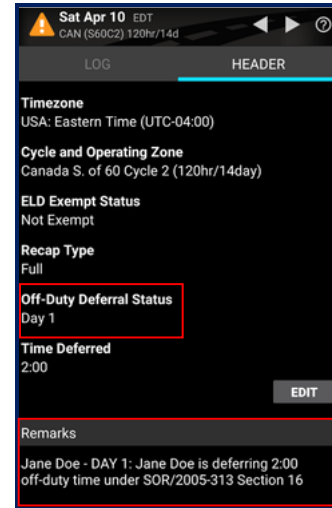 Sat Apr 10 EDT
CAN (S60C2) 120hr/14d
LOG
HEADER
Timezone
USA: Eastern Time (UTC-04:00)
Cycle and Operating Zone
Canada S. of 60 Cycle 2 (120hr/14day)
ELD Exempt Status
Not Exempt
Recap Type
Full
Off-Duty Deferral Status
Day 1
Time Deferred
2:00
EDIT
Remarks
Jane Doe - DAY 1: Jane Doe is deferring 2:00
off-duty time under SOR/2005-313 Section 16